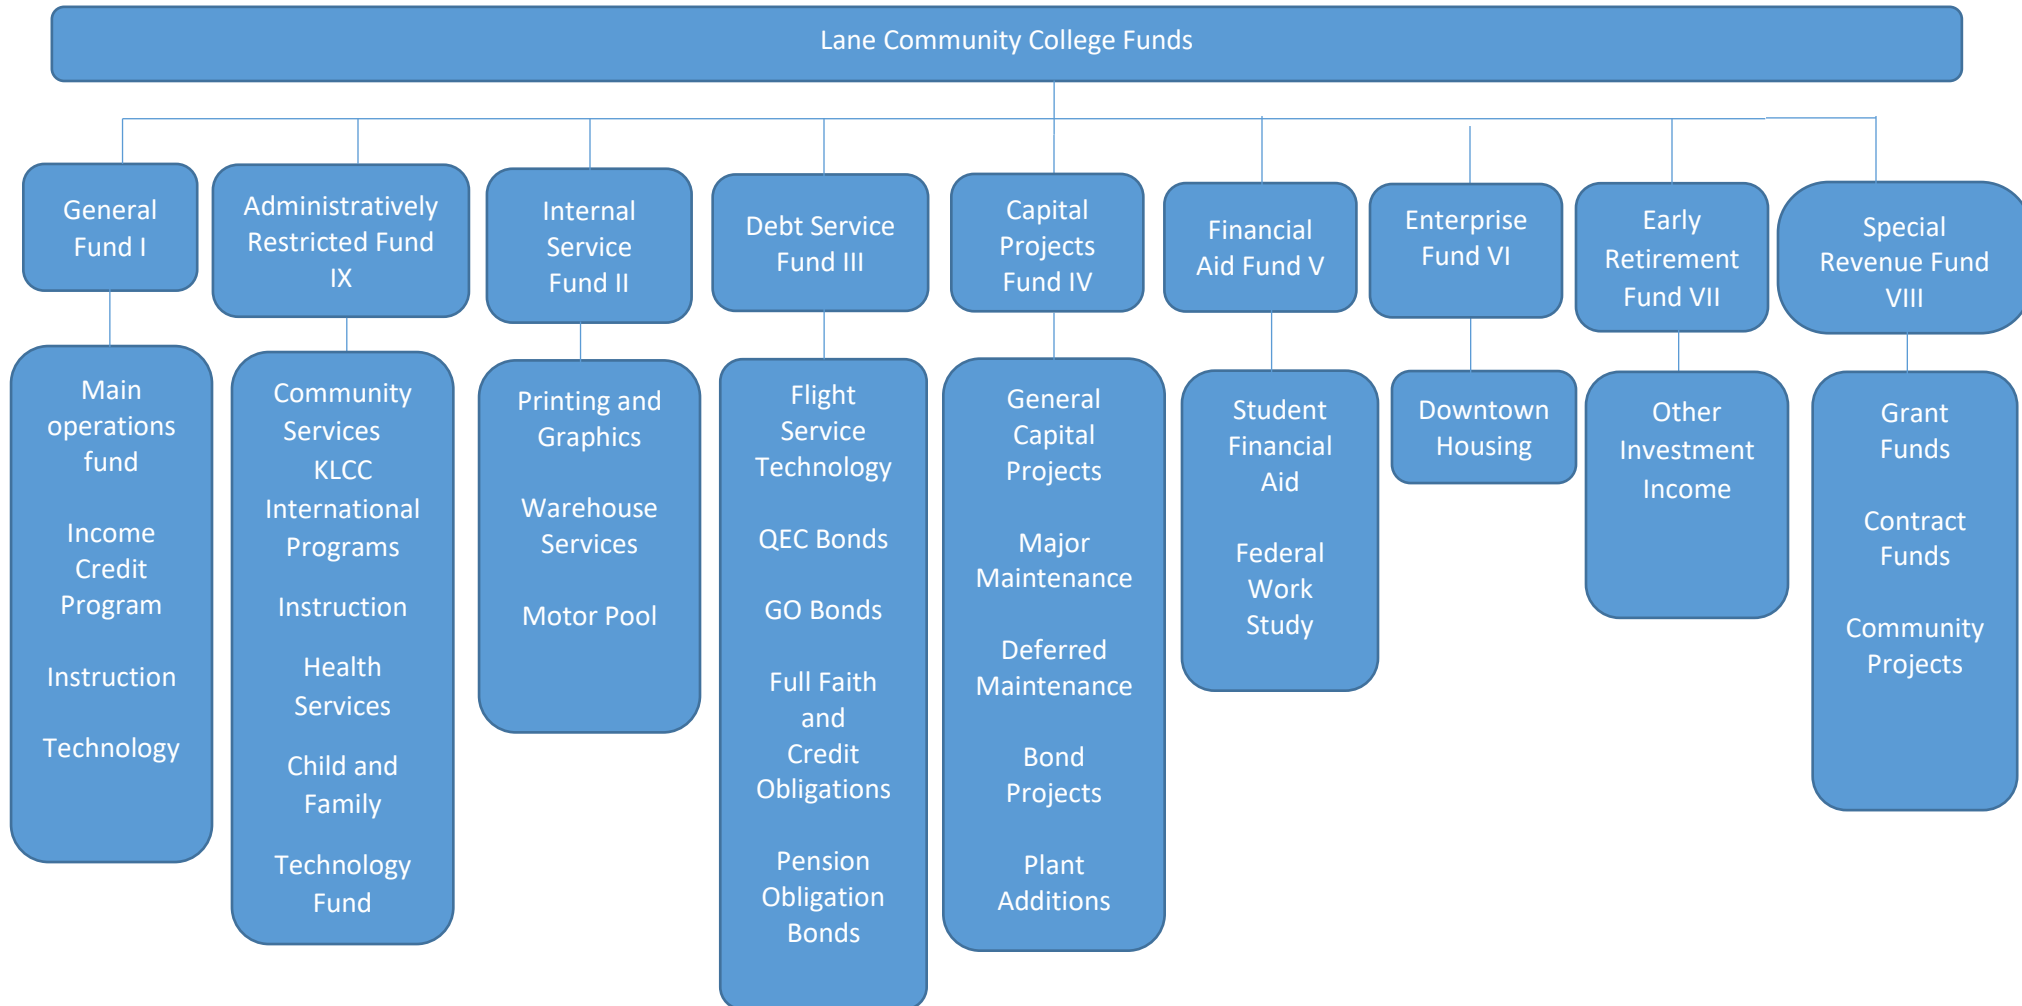 Lane Community College Funds
General
Fund I
Administratively
Restricted Fund
IX
Internal
Service
Fund II
Debt Service
Fund III
Capital
Projects
Fund IV
Financial
Aid Fund V
Enterprise
Fund VI
Early
Retirement
Fund VII
Special
Revenue Fund
VIII
Main
operations
fund
Income
Credit
Program
Instruction
Technology
Community
Services
KLCC
International
Programs
Instruction
Health
Services
Child and
Family
Technology
Fund
Printing and
Graphics
Warehouse
Services
Motor Pool
Flight
Service
Technology
QEC Bonds
GO Bonds
Full Faith
and
Credit
Obligations
Pension
Obligation
Bonds
General
Capital
Projects
Major
Maintenance
Deferred
Maintenance
Bond
Projects
Plant
Additions
Student
Financial
Aid
Federal
Work
Study
Downtown
Housing
Other
Investment
Income
Grant
Funds
Contract
Funds
Community
Projects